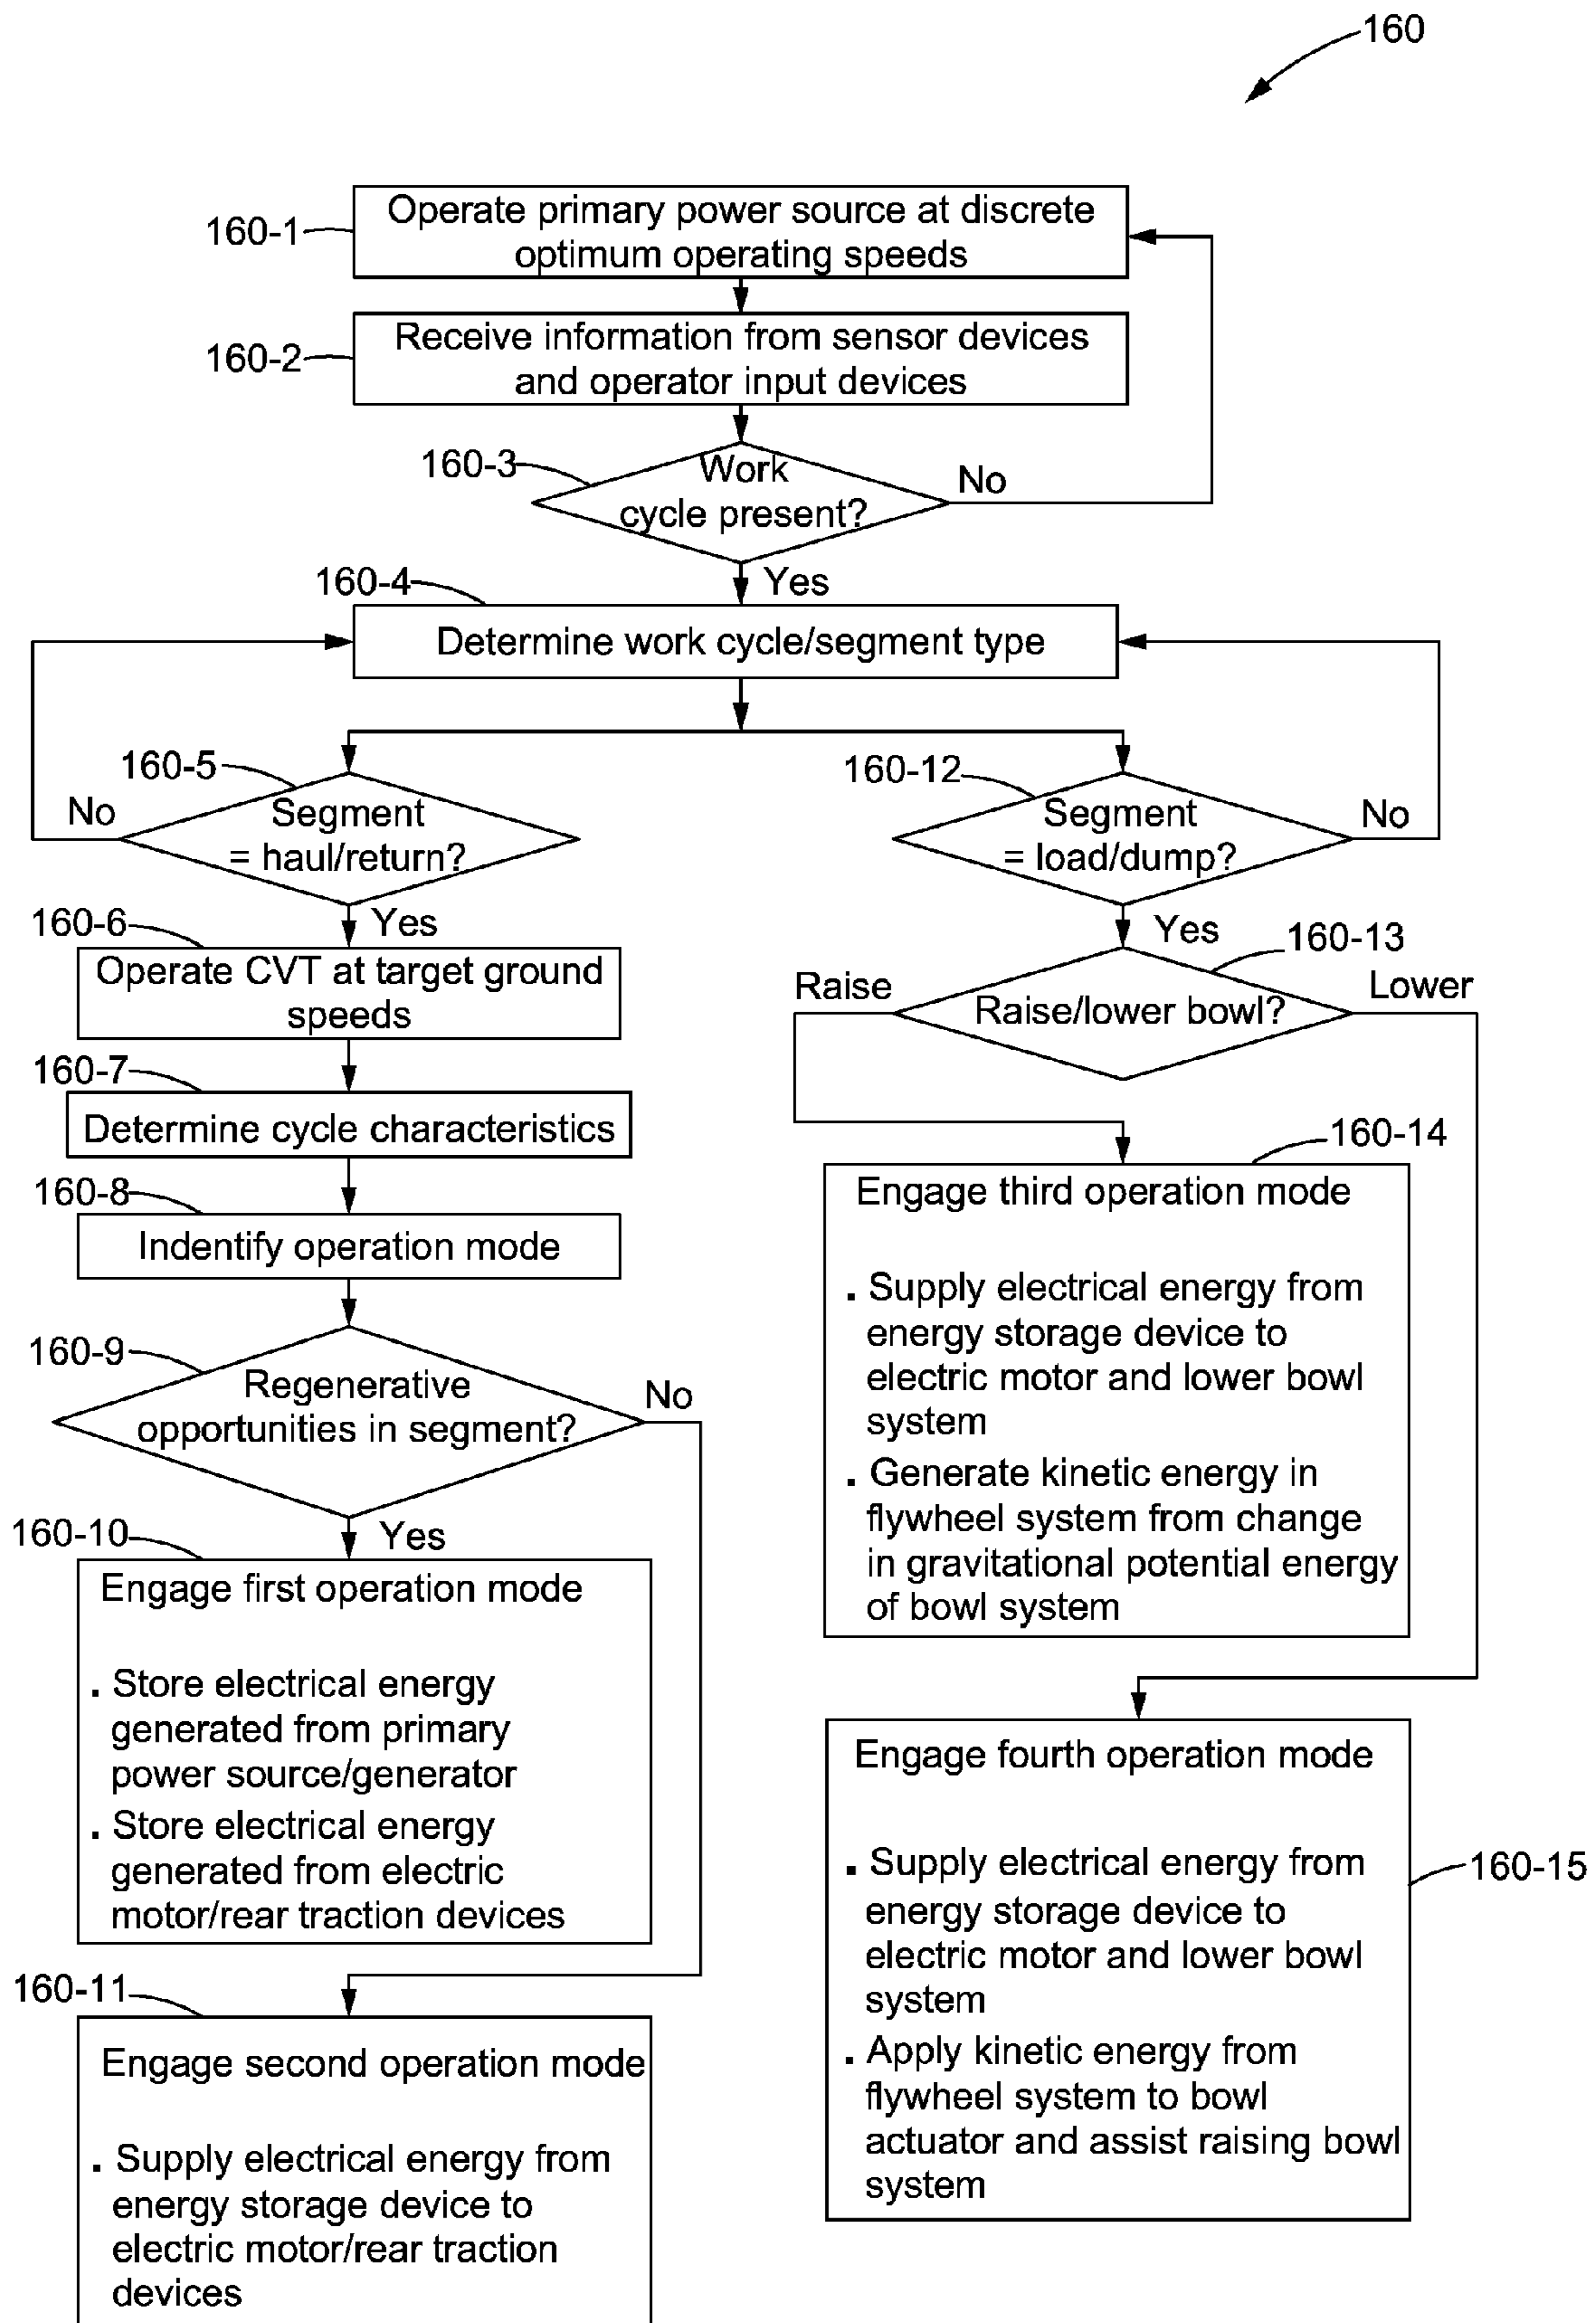 160
160-1
Operate primary power source at discrete
optimum operating speeds
160-2
Receive information from sensor devices
and operator input devices
160-3
Work
cycle present?
No
Yes
160-4
Determine work cycle/segment type
160-5
Segment
= haul/return?
No
Yes
160-6
Operate CVT at target ground
speeds
160-7
Determine cycle characteristics
160-8
Indentify operation mode
160-9
Regenerative
opportunities in segment?
No
Yes
160-10
Engage first operation mode
. Store electrical energy
generated from primary
power source/generator
. Store electrical energy
generated from electric
motor/rear traction devices
160-11
Engage second operation mode
. Supply electrical energy from
energy storage device to
electric motor/rear traction
devices
160-12
Segment
= load/dump?
No
Yes
160-13
Raise
Raise/lower bowl?
Lower
160-14
Engage third operation mode
. Supply electrical energy from
energy storage device to
electric motor and lower bowl
system
. Generate kinetic energy in
flywheel system from change
in gravitational potential energy
of bowl system
160-15
Engage fourth operation mode
. Supply electrical energy from
energy storage device to
electric motor and lower bowl
system
. Apply kinetic energy from
flywheel system to bowl
actuator and assist raising bowl
system